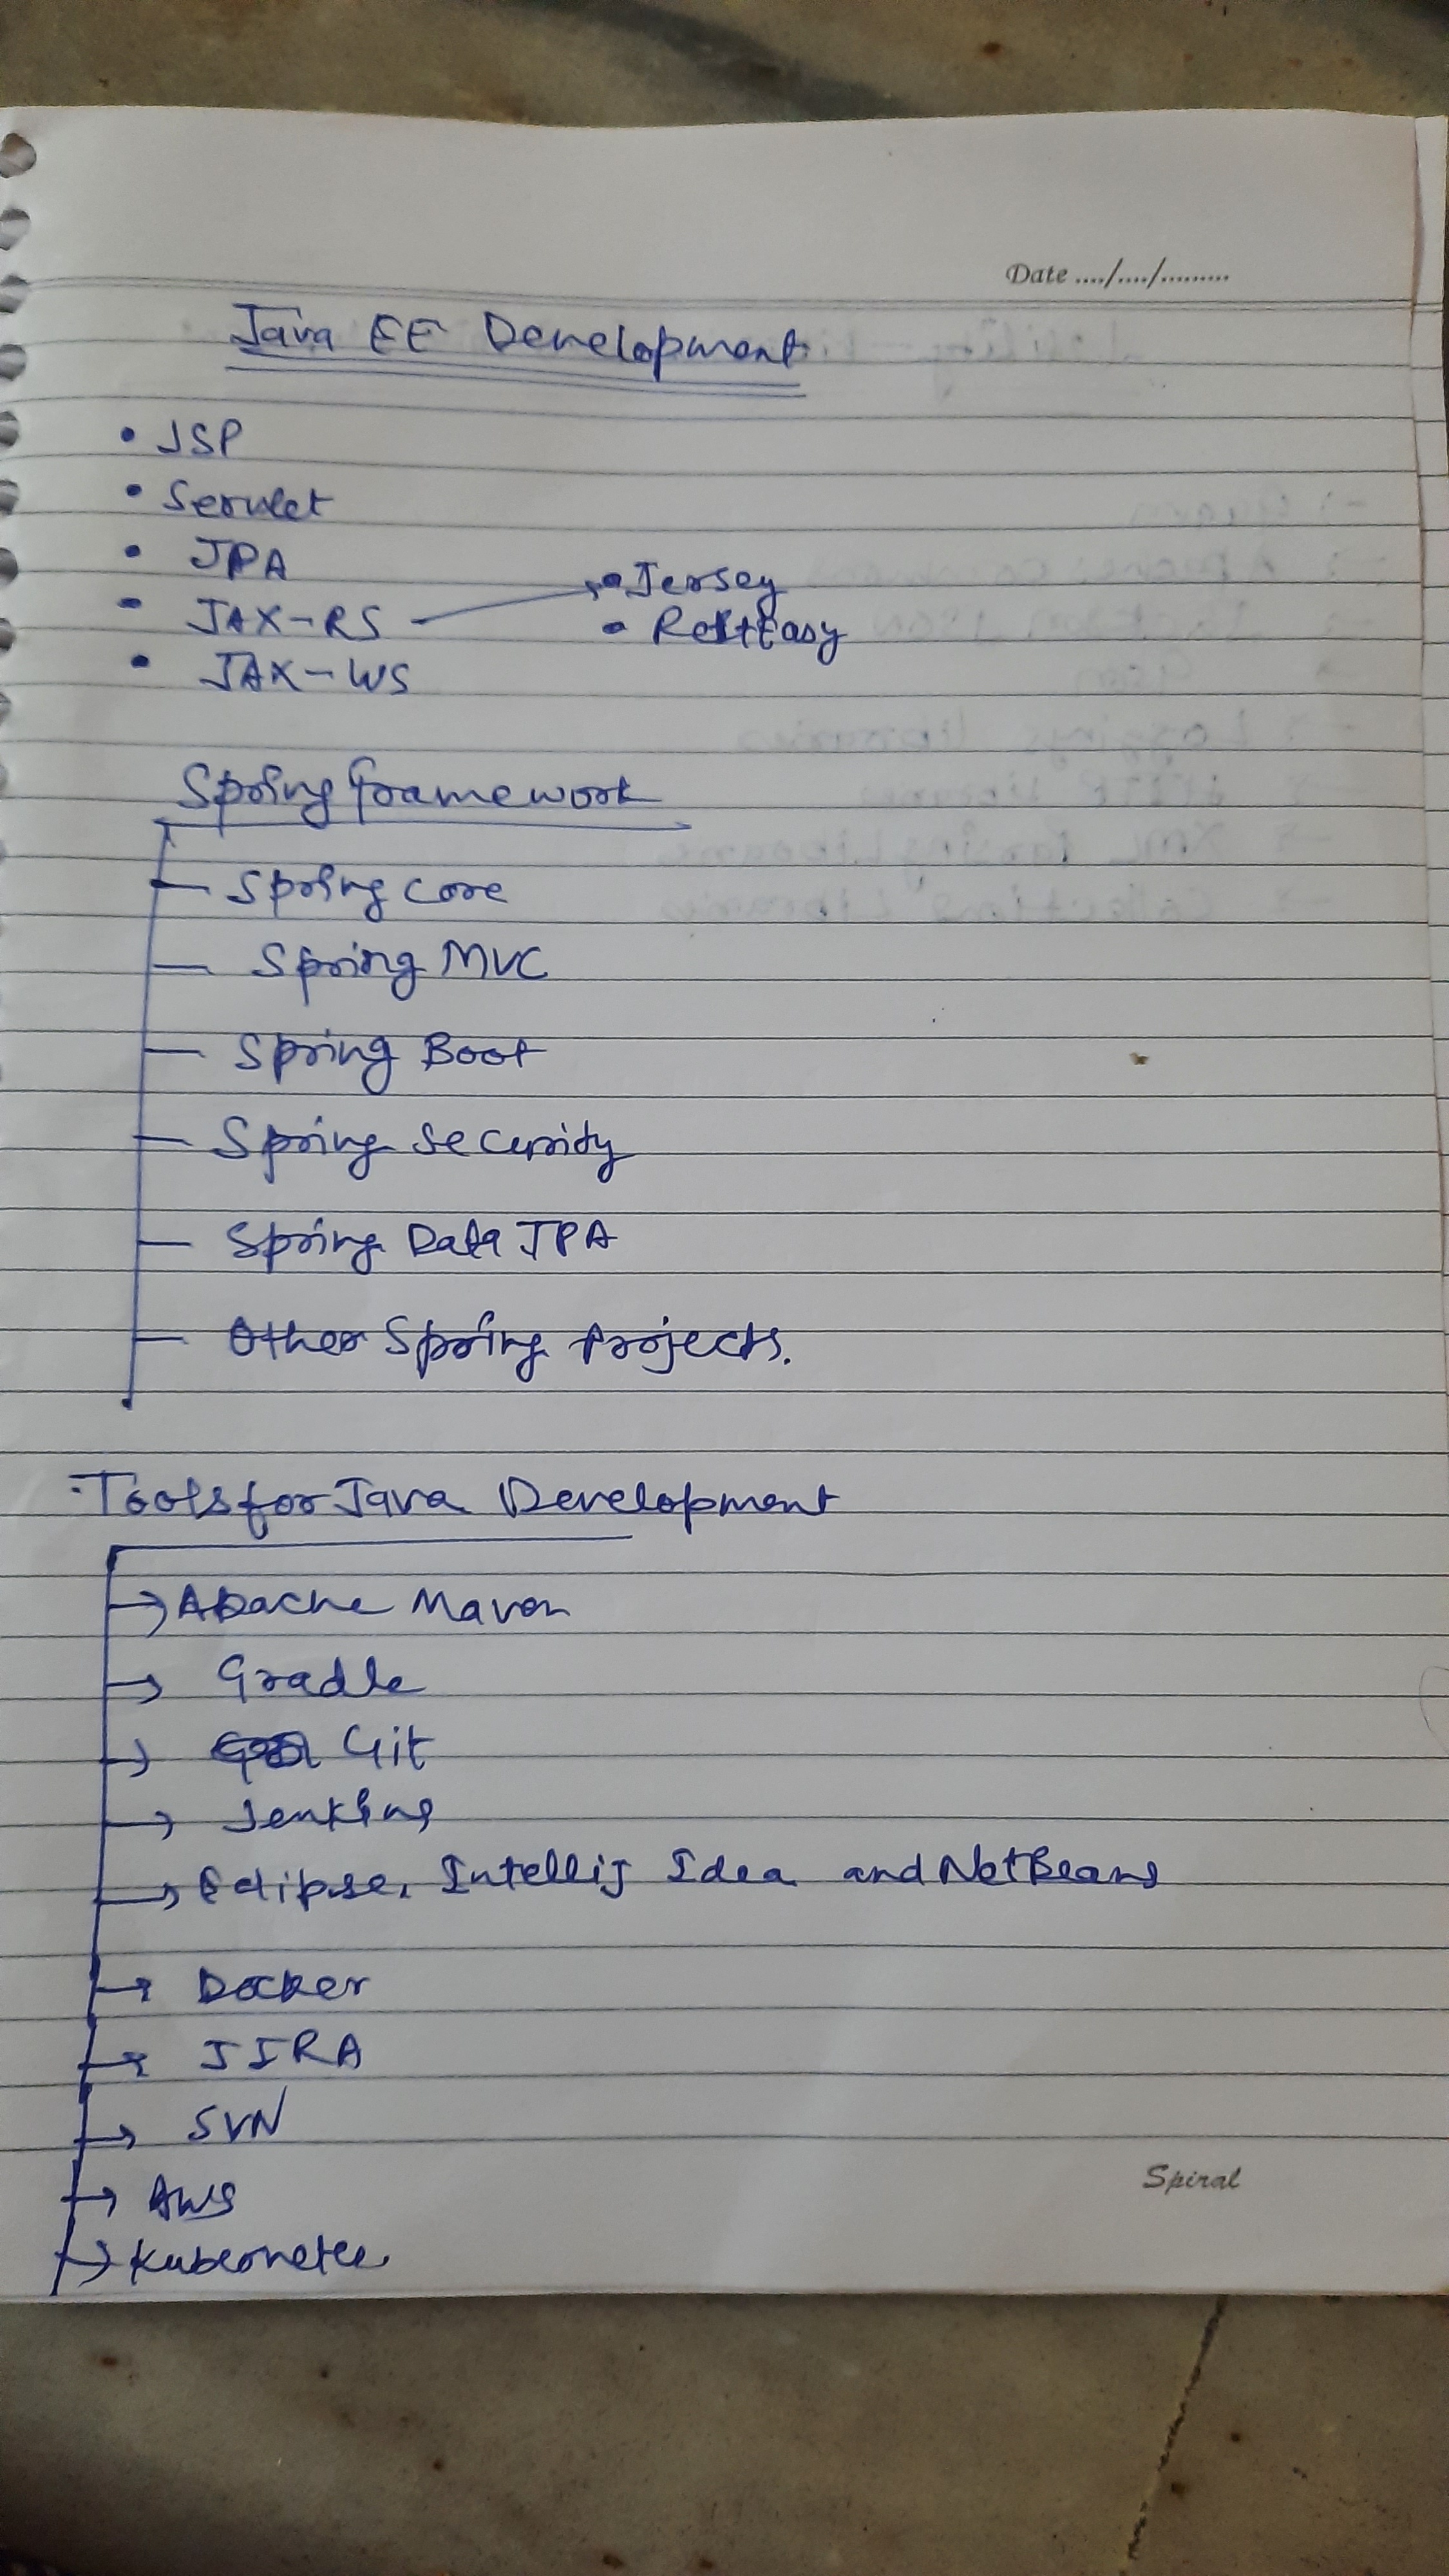 Date ..../..../.........
Java EE Development
• JSP
• Servlet
• JPA
• JAX-RS → • Jersey
• RestEasy
• JAX-WS
Spring framework
— Spring core
— Spring MVC
— Spring Boot
— Spring security
— Spring Data JPA
— Other Spring Projects.
Tools for Java Development
→ Apache Maven
→ Gradle
→ Git
→ Jenkins
→ Eclipse, Intellij Idea and NetBeans
→ Docker
→ JIRA
→ SVN
→ AWS
→ Kubernetes
Spiral